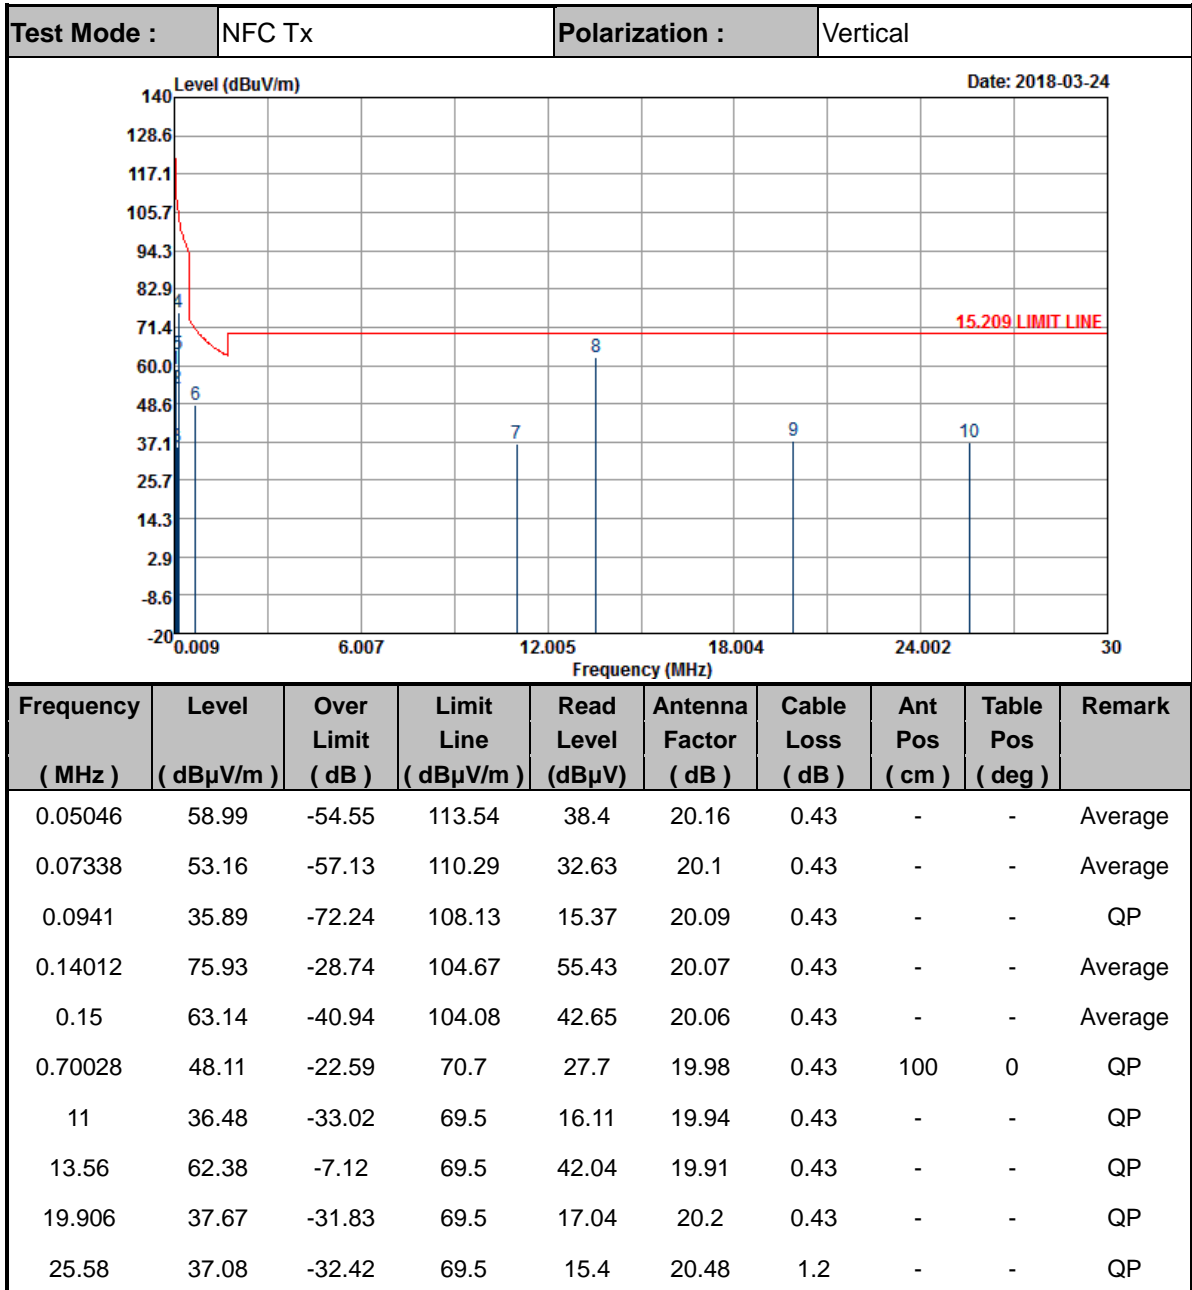 Test Mode : NFC Tx Polarization : Vertical
Level (dBuV/m) Date: 2018-03-24
140
128.6
117.1
105.7
94.3
82.9
4
71.4
15.209 LIMIT LINE
5
8
60.0
2
48.6
6
37.1
7
9
10
25.7
14.3
2.9
-8.6
-20
0.009 6.007 12.005 18.004 24.002 30
Frequency (MHz)
Frequency Level Over Limit Read Antenna Cable Ant Table Remark
Limit Line Level Factor Loss Pos Pos
( MHz ) ( dBµV/m ) ( dB ) ( dBµV/m ) (dBµV) ( dB ) ( dB ) ( cm ) ( deg )
0.05046 58.99 -54.55 113.54 38.4 20.16 0.43 - - Average
0.07338 53.16 -57.13 110.29 32.63 20.1 0.43 - - Average
0.0941 35.89 -72.24 108.13 15.37 20.09 0.43 - - QP
0.14012 75.93 -28.74 104.67 55.43 20.07 0.43 - - Average
0.15 63.14 -40.94 104.08 42.65 20.06 0.43 - - Average
0.70028 48.11 -22.59 70.7 27.7 19.98 0.43 100 0 QP
11 36.48 -33.02 69.5 16.11 19.94 0.43 - - QP
13.56 62.38 -7.12 69.5 42.04 19.91 0.43 - - QP
19.906 37.67 -31.83 69.5 17.04 20.2 0.43 - - QP
25.58 37.08 -32.42 69.5 15.4 20.48 1.2 - - QP